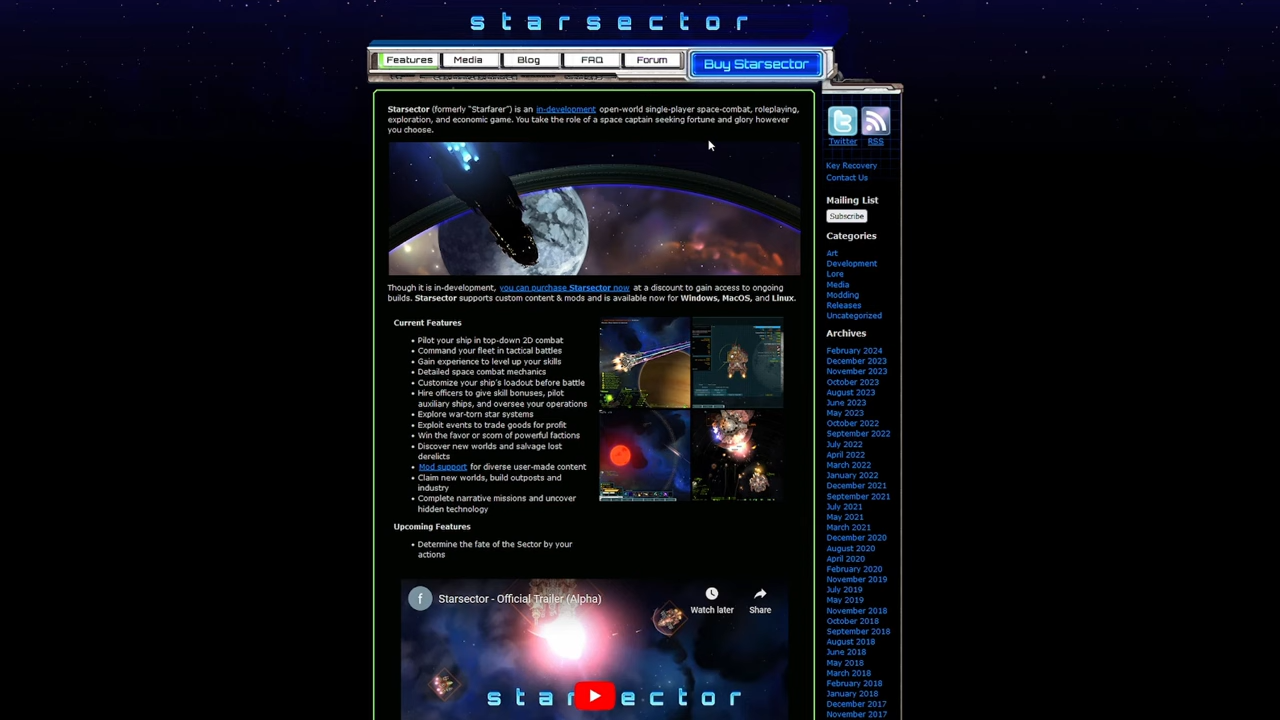 starsector
Features
Media
Blog
FAQ
Forum
Buy Starsector
Starsector (formerly “Starfarer”) is an in-development open-world single-player space-combat, roleplaying,
exploration, and economic game. You take the role of a space captain seeking fortune and glory however
you choose.
Though it is in-development, you can purchase Starsector now at a discount to gain access to ongoing
builds. Starsector supports custom content & mods and is available now for Windows, MacOS, and Linux.
Current Features
• Pilot your ship in top-down 2D combat
• Command your fleet in tactical battles
• Gain experience to level up your skills
• Detailed space combat mechanics
• Customize your ship's loadout before battle
• Hire officers to give skill bonuses, pilot
auxiliary ships, and oversee your operations
• Explore war-torn star systems
• Exploit events to trade goods for profit
• Win the favor or scorn of powerful factions
• Discover new worlds and salvage lost
derelicts
• Mod support for diverse user-made content
• Claim new worlds, build outposts and
industry
• Complete narrative missions and uncover
hidden technology
Upcoming Features
• Determine the fate of the Sector by your
actions
f
Starsector - Official Trailer (Alpha)
Watch later
Share
starsector
Twitter
RSS
Key Recovery
Contact Us
Mailing List
Subscribe
Categories
Art
Development
Lore
Media
Modding
Releases
Uncategorized
Archives
February 2024
December 2023
November 2023
October 2023
August 2023
June 2023
May 2023
October 2022
September 2022
July 2022
April 2022
March 2022
January 2022
December 2021
September 2021
July 2021
May 2021
March 2021
December 2020
August 2020
April 2020
February 2020
November 2019
July 2019
May 2019
November 2018
October 2018
September 2018
August 2018
June 2018
May 2018
March 2018
February 2018
January 2018
December 2017
November 2017